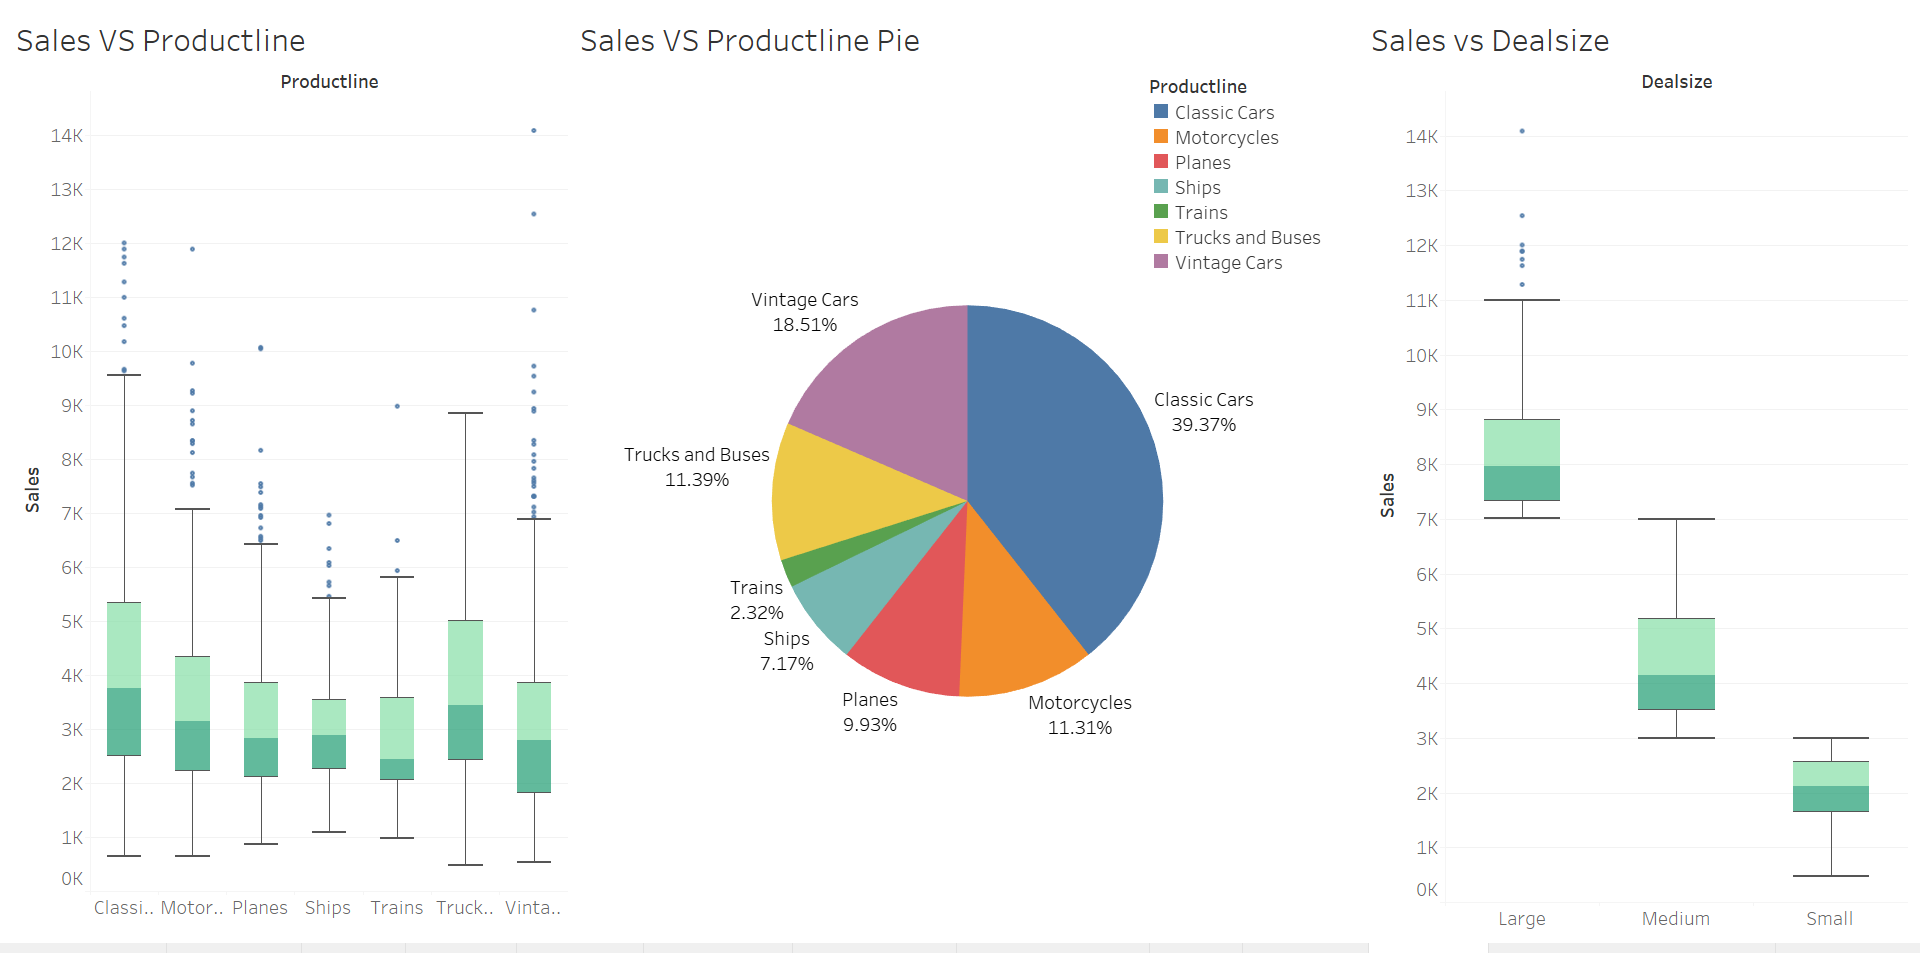 Sales VS Productline
Productline
14K
13K
12K
11K
10K
9K
8K
7K
6K
5K
4K
3K
2K
1K
0K
Sales
Classi..
Motor..
Planes
Ships
Trains
Truck..
Vinta..
Sales VS Productline Pie
Productline
Classic Cars
Motorcycles
Planes
Ships
Trains
Trucks and Buses
Vintage Cars
Vintage Cars
18.51%
Classic Cars
39.37%
Trucks and Buses
11.39%
Trains
2.32%
Ships
7.17%
Planes
9.93%
Motorcycles
11.31%
Sales vs Dealsize
Dealsize
14K
13K
12K
11K
10K
9K
8K
7K
6K
5K
4K
3K
2K
1K
0K
Sales
Large
Medium
Small